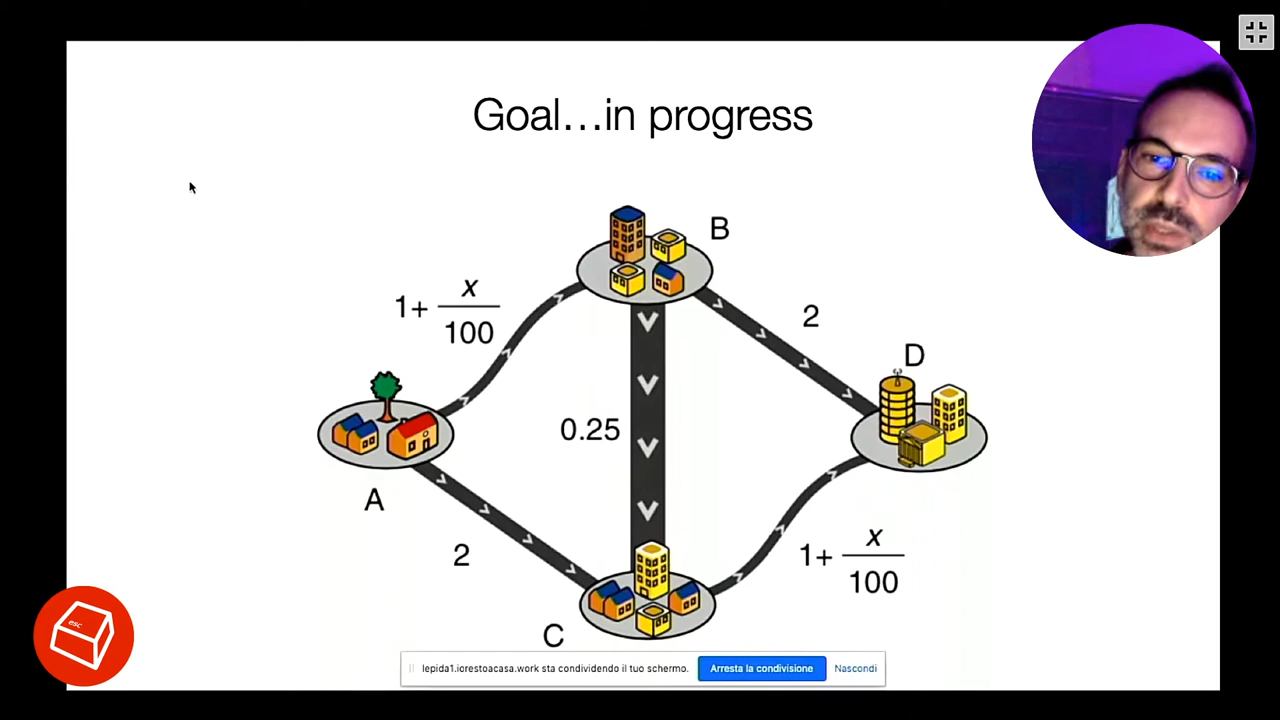 Goal…in progress
B
1+ x/100
2
D
0.25
A
2
1+ x/100
C
esc
lepida1.iorestoacasa.work sta condividendo il tuo schermo.
Arresta la condivisione
Nascondi